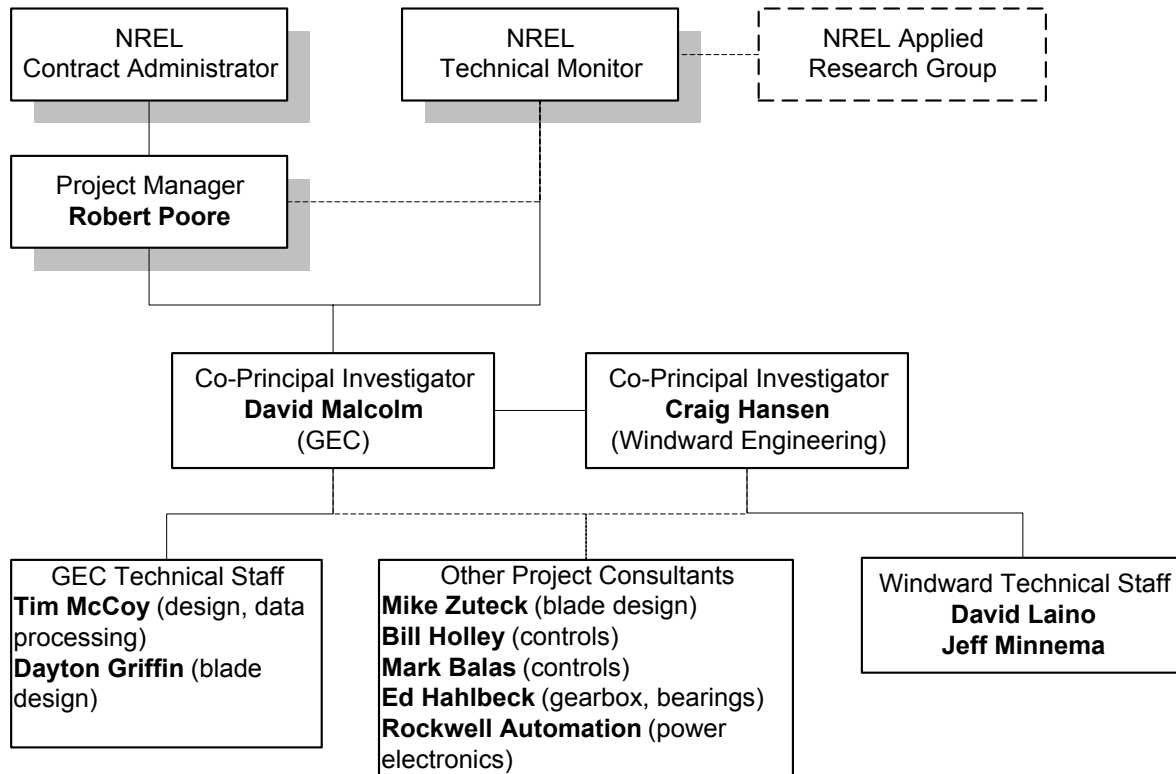 NREL
Contract Administrator
NREL
Technical Monitor
NREL Applied
Research Group
Project Manager
Robert Poore
Co-Principal Investigator
David Malcolm
(GEC)
Co-Principal Investigator
Craig Hansen
(Windward Engineering)
GEC Technical Staff
Tim McCoy (design, data
processing)
Dayton Griffin (blade
design)
Other Project Consultants
Mike Zuteck (blade design)
Bill Holley (controls)
Mark Balas (controls)
Ed Hahlbeck (gearbox, bearings)
Rockwell Automation (power
electronics)
Windward Technical Staff
David Laino
Jeff Minnema